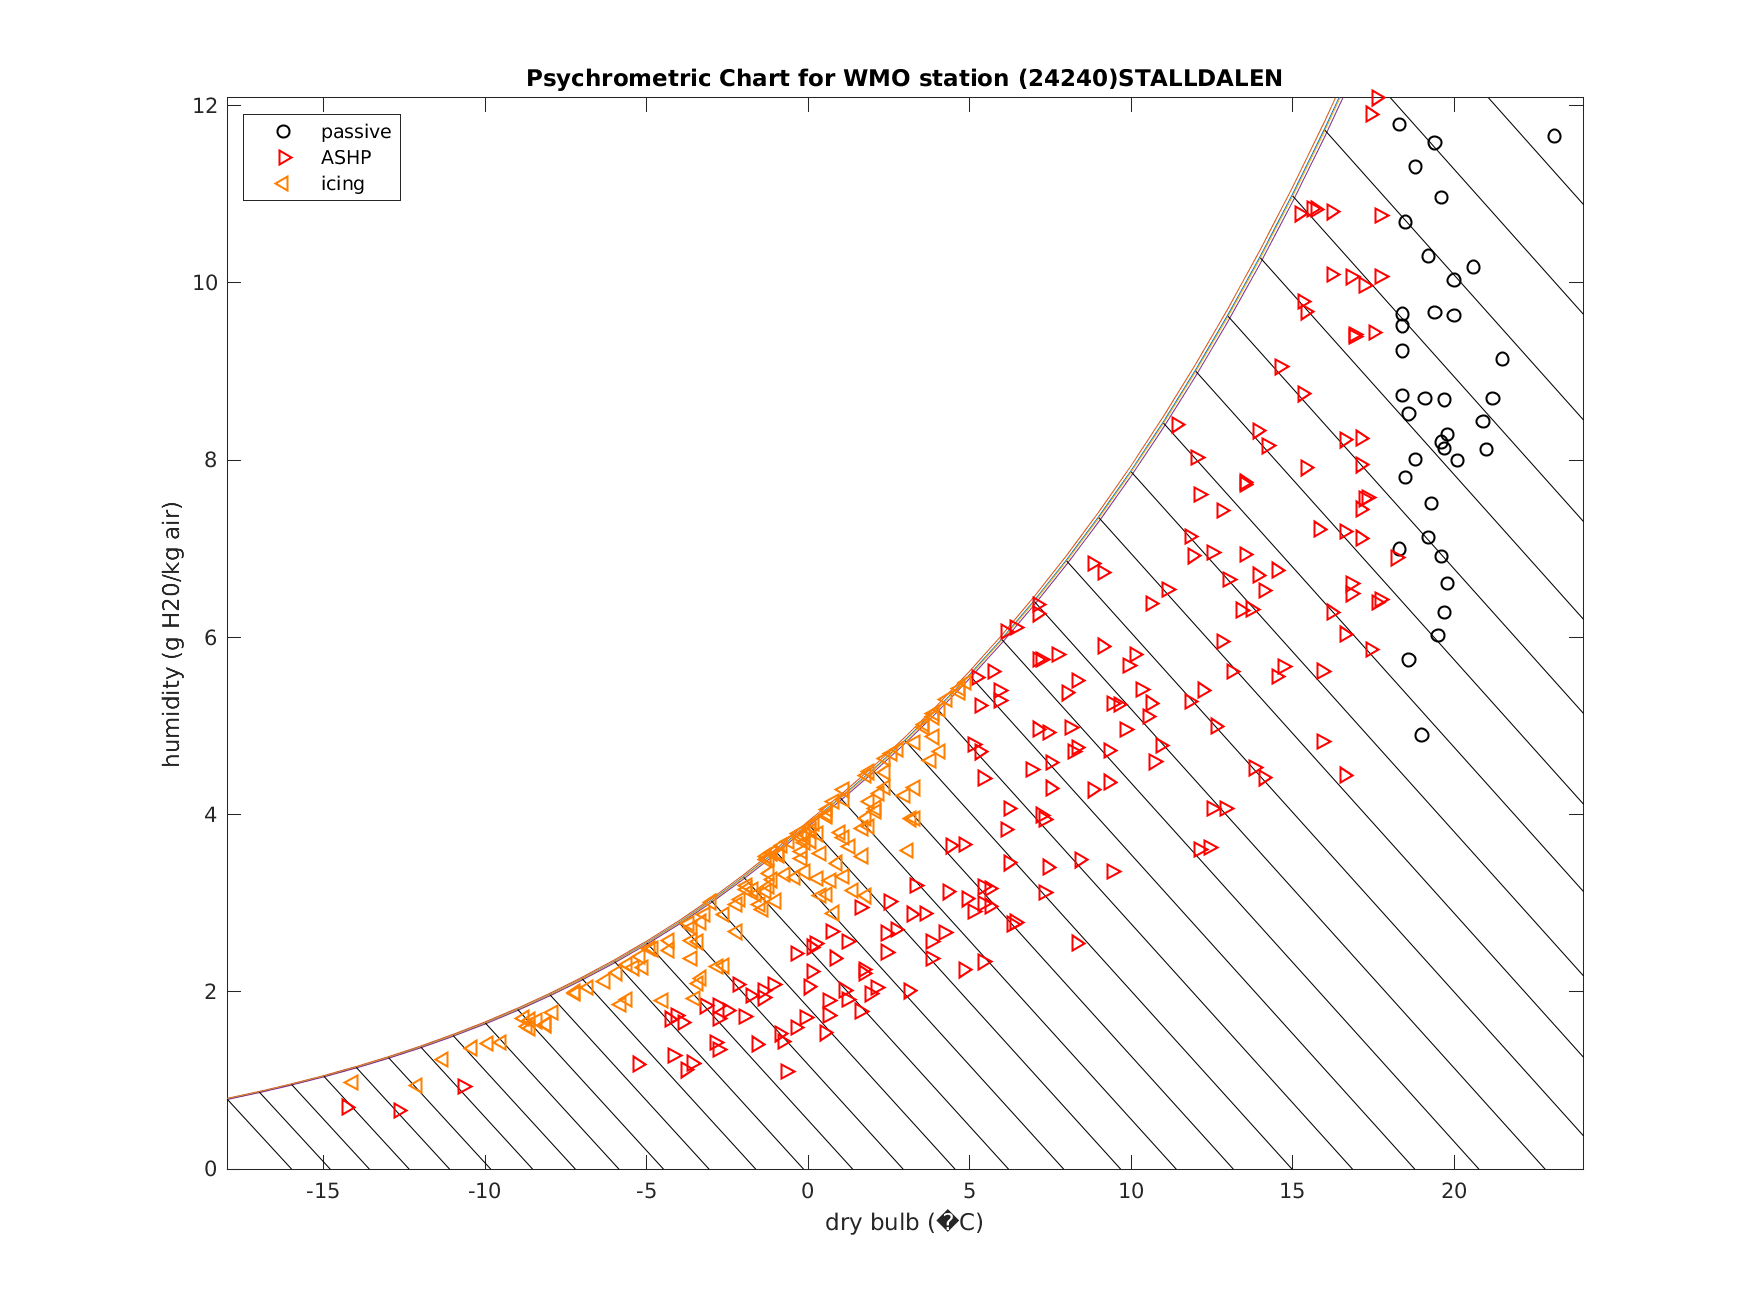 Psychrometric Chart for WMO station (24240)STALLDALEN
passive
ASHP
icing
12
10
8
6
4
2
0
humidity (g H20/kg air)
-15 -10 -5 0 5 10 15 20
dry bulb (�C)